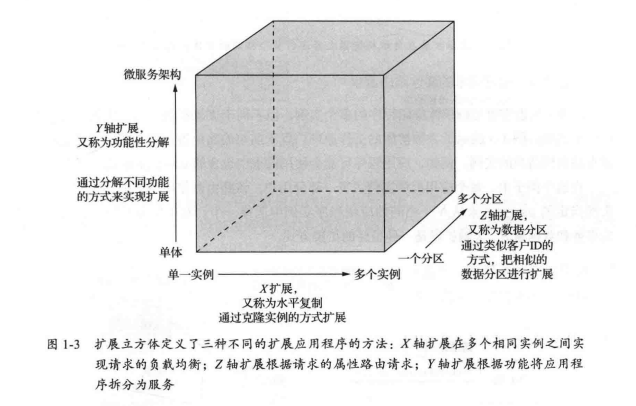 微服务架构
Y轴扩展，
又称为功能性分解
通过分解不同功能
的方式来实现扩展
单体
单一实例
多个实例
X扩展，
又称为水平复制
通过克隆实例的方式扩展
一个分区
多个分区
Z轴扩展，
又称为数据分区
通过类似客户ID的
方式，把相似的
数据分区进行扩展
图 1-3 扩展立方体定义了三种不同的扩展应用程序的方法：X 轴扩展在多个相同实例之间实
现请求的负载均衡；Z 轴扩展根据请求的属性路由请求；Y 轴扩展根据功能将应用程
序拆分为服务